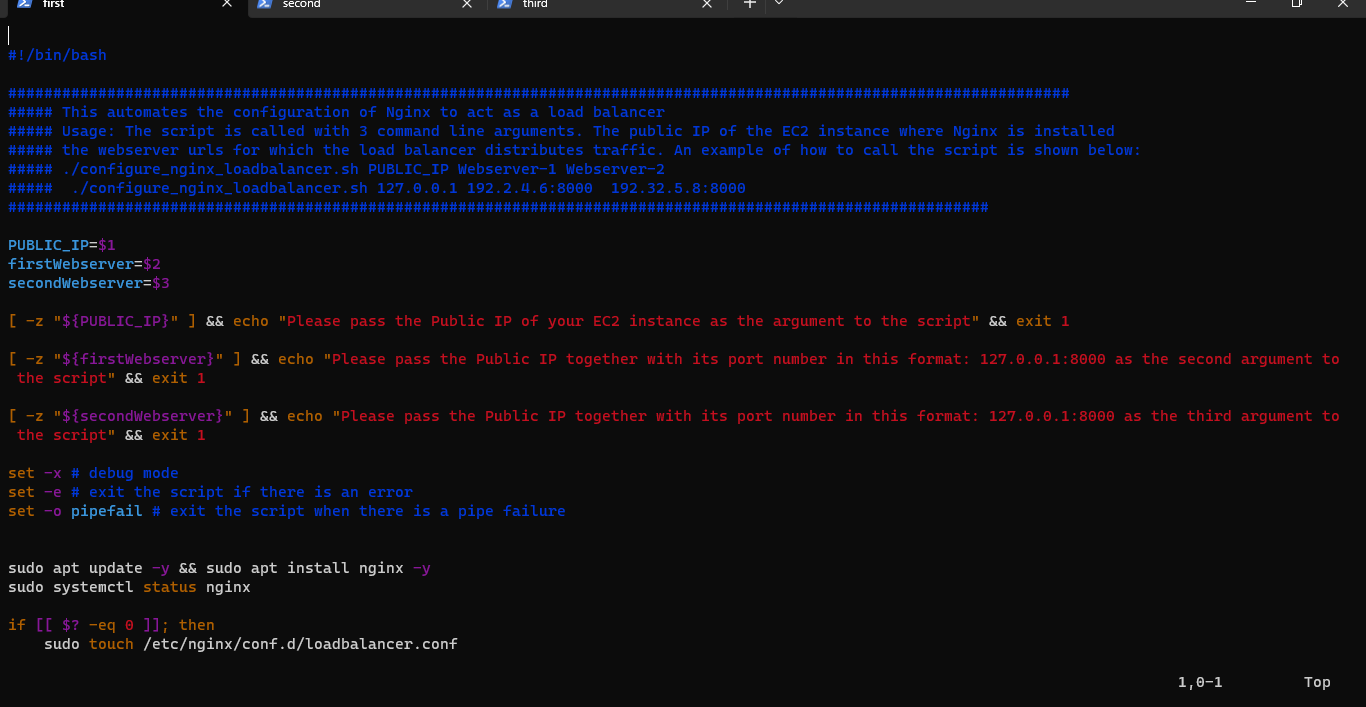 first second third
#!/bin/bash
######################################################################################################################
##### This automates the configuration of Nginx to act as a load balancer
##### Usage: The script is called with 3 command line arguments. The public IP of the EC2 instance where Nginx is installed
##### the webserver urls for which the load balancer distributes traffic. An example of how to call the script is shown below:
##### ./configure_nginx_loadbalancer.sh PUBLIC_IP Webserver-1 Webserver-2
#####  ./configure_nginx_loadbalancer.sh 127.0.0.1 192.2.4.6:8000  192.32.5.8:8000
#############################################################################################################
PUBLIC_IP=$1
firstWebserver=$2
secondWebserver=$3
[ -z "${PUBLIC_IP}" ] && echo "Please pass the Public IP of your EC2 instance as the argument to the script" && exit 1
[ -z "${firstWebserver}" ] && echo "Please pass the Public IP together with its port number in this format: 127.0.0.1:8000 as the second argument to
the script" && exit 1
[ -z "${secondWebserver}" ] && echo "Please pass the Public IP together with its port number in this format: 127.0.0.1:8000 as the third argument to
the script" && exit 1
set -x # debug mode
set -e # exit the script if there is an error
set -o pipefail # exit the script when there is a pipe failure
sudo apt update -y && sudo apt install nginx -y
sudo systemctl status nginx
if [[ $? -eq 0 ]]; then
    sudo touch /etc/nginx/conf.d/loadbalancer.conf
1,0-1 Top